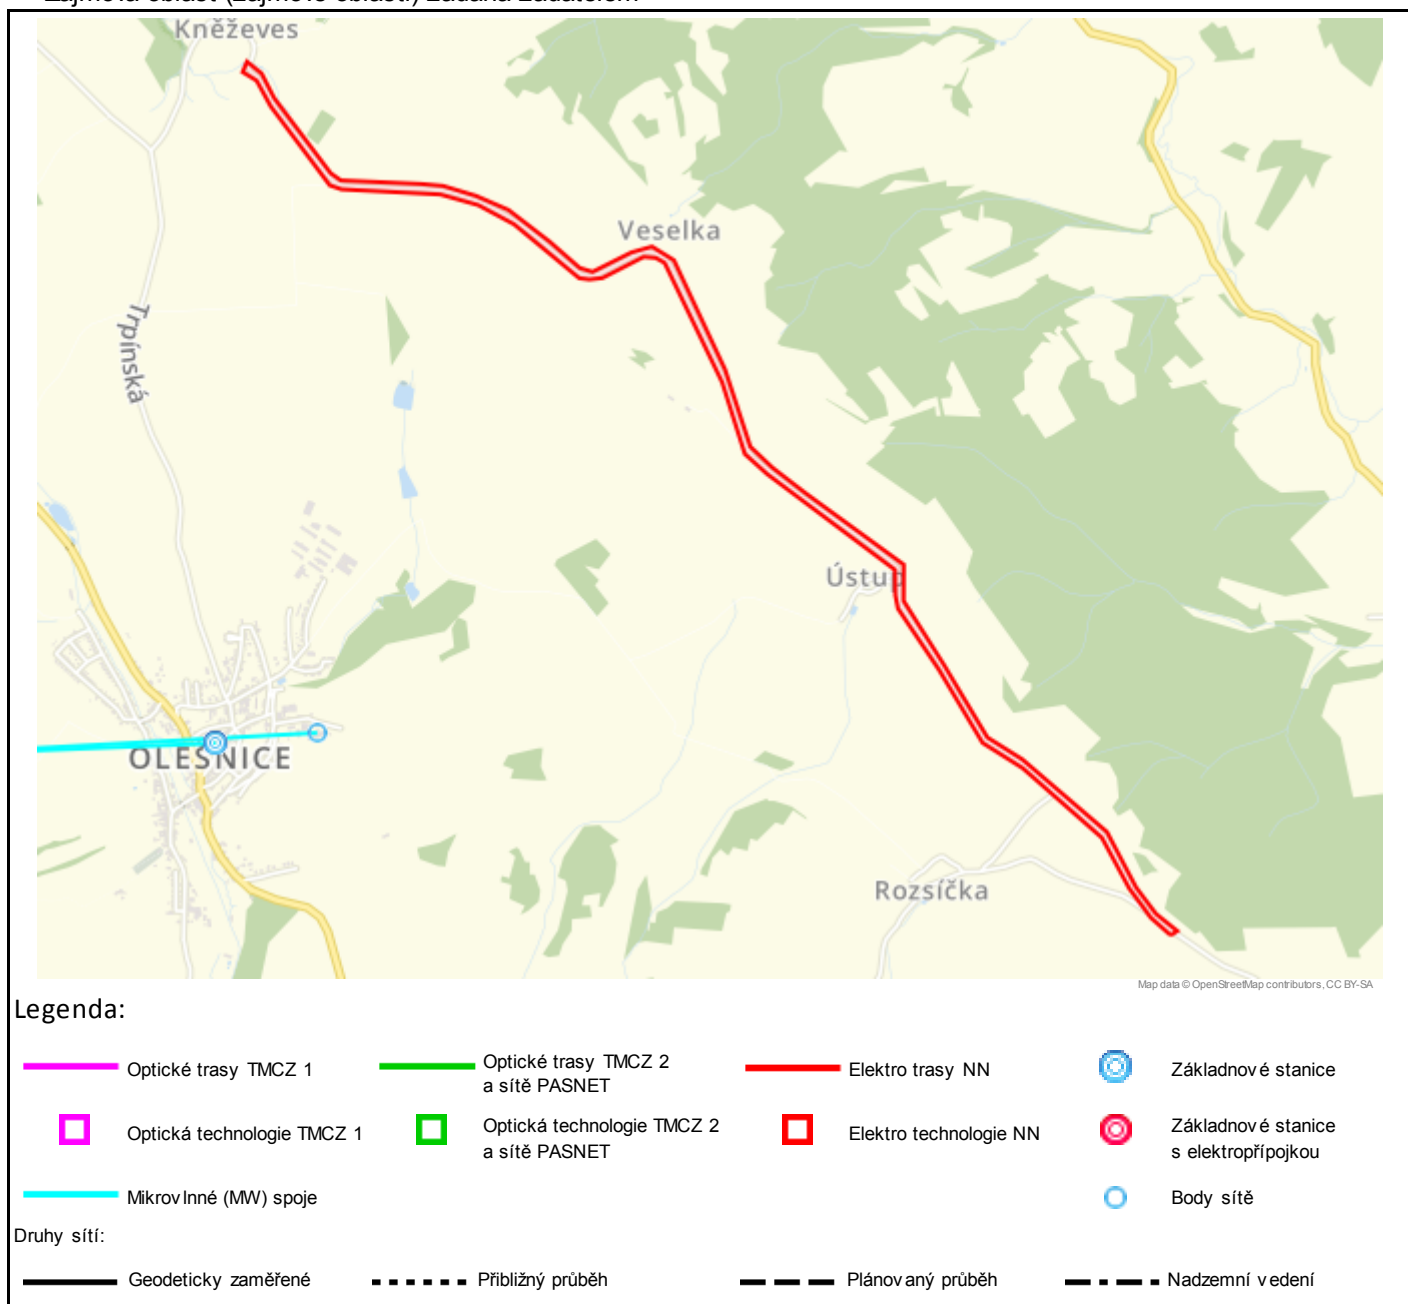 Kněževes
Veselka
Trpínská
Ústup
OLEŠNICE
Rozsíčka
Map data © OpenStreetMap contributors, CC BY-SA
Legenda:
Optické trasy TMCZ 1
Optické trasy TMCZ 2
a sítě PASNET
Elektro trasy NN
Základnové stanice
Optická technologie TMCZ 1
Optická technologie TMCZ 2
a sítě PASNET
Elektro technologie NN
Základnové stanice
s elektropřípojkou
Mikrovlnné (MW) spoje
Body sítě
Druhy sítí:
Geodeticky zaměřené
Přibližný průběh
Plánovaný průběh
Nadzemní vedení